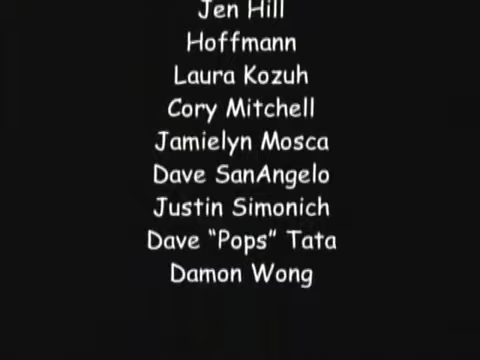 Jen Hill
Hoffmann
Laura Kozuh
Cory Mitchell
Jamielyn Mosca
Dave SanAngelo
Justin Simonich
Dave “Pops” Tata
Damon Wong